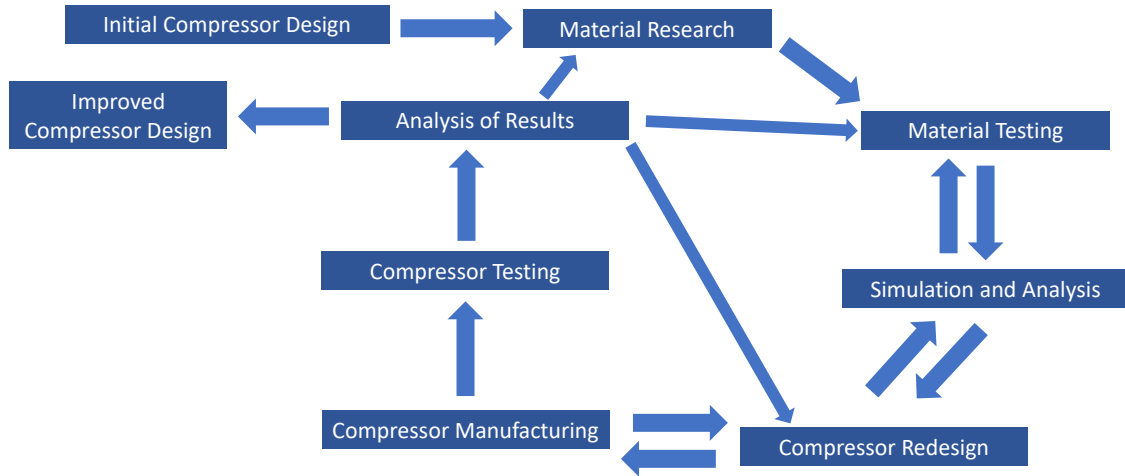 Initial Compressor Design
Material Research
Improved
Compressor Design
Analysis of Results
Material Testing
Compressor Testing
Simulation and Analysis
Compressor Manufacturing
Compressor Redesign